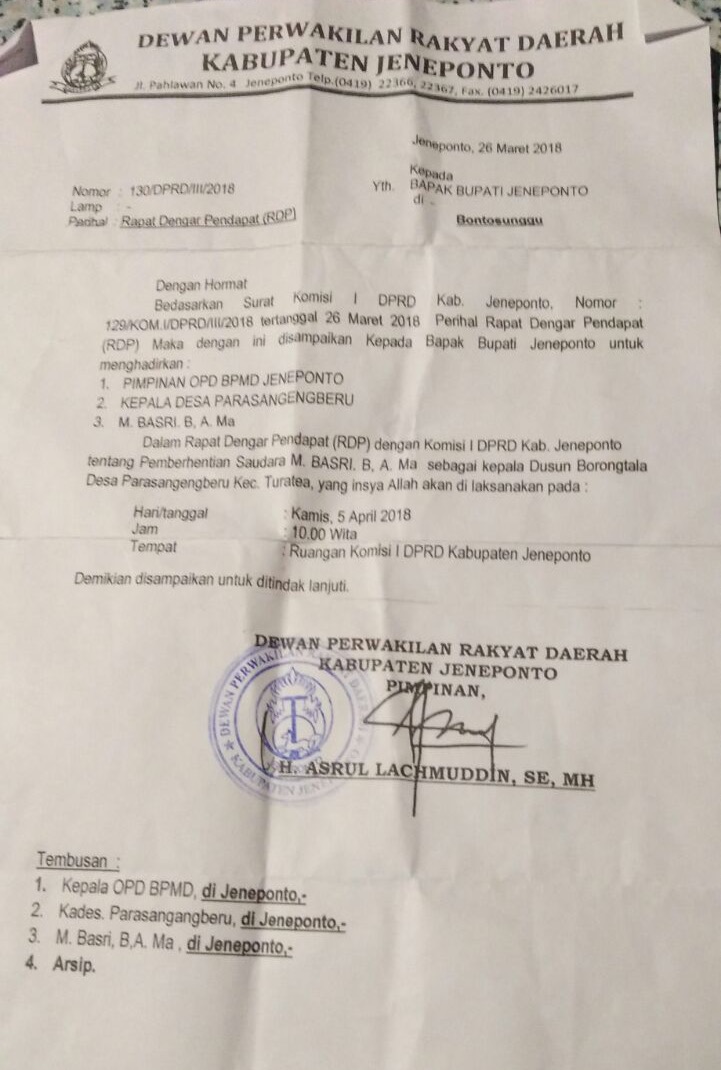 DEWAN PERWAKILAN RAKYAT DAERAH
KABUPATEN JENEPONTO
Jl. Pahlawan No. 4 Jeneponto Telp.(0419) 22366, 22367, Fax. (0419) 2426017
Jeneponto, 26 Maret 2018
Kepada
Nomor : 130/DPRD/III/2018
Yth. BAPAK BUPATI JENEPONTO
Lamp : -
di -
Perihal : Rapat Dengar Pendapat (RDP)
Bontosunggu
Dengan Hormat
Bedasarkan Surat Komisi I DPRD Kab. Jeneponto, Nomor :
129/KOM.I/DPRD/III/2018 tertanggal 26 Maret 2018 Perihal Rapat Dengar Pendapat
(RDP) Maka dengan ini disampaikan Kepada Bapak Bupati Jeneponto untuk
menghadirkan :
1. PIMPINAN OPD BPMD JENEPONTO
2. KEPALA DESA PARASANGENGBERU
3. M. BASRI. B, A. Ma
Dalam Rapat Dengar Pendapat (RDP) dengan Komisi I DPRD Kab. Jeneponto
tentang Pemberhentian Saudara M. BASRI. B, A. Ma sebagai kepala Dusun Borongtala
Desa Parasangengberu Kec. Turatea, yang insya Allah akan di laksanakan pada :
Hari/tanggal : Kamis, 5 April 2018
Jam : 10.00 Wita
Tempat : Ruangan Komisi I DPRD Kabupaten Jeneponto
Demikian disampaikan untuk ditindak lanjuti.
DEWAN PERWAKILAN RAKYAT DAERAH
KABUPATEN JENEPONTO
PIMPINAN,
H. ASRUL LACHMUDDIN, SE, MH
DEWAN PERWAKILAN RAKYAT DAERAH
KABUPATEN JENEPONTO
Tembusan :
1. Kepala OPD BPMD, di Jeneponto,-
2. Kades. Parasangangberu, di Jeneponto,-
3. M. Basri, B,A. Ma , di Jeneponto,-
4. Arsip.